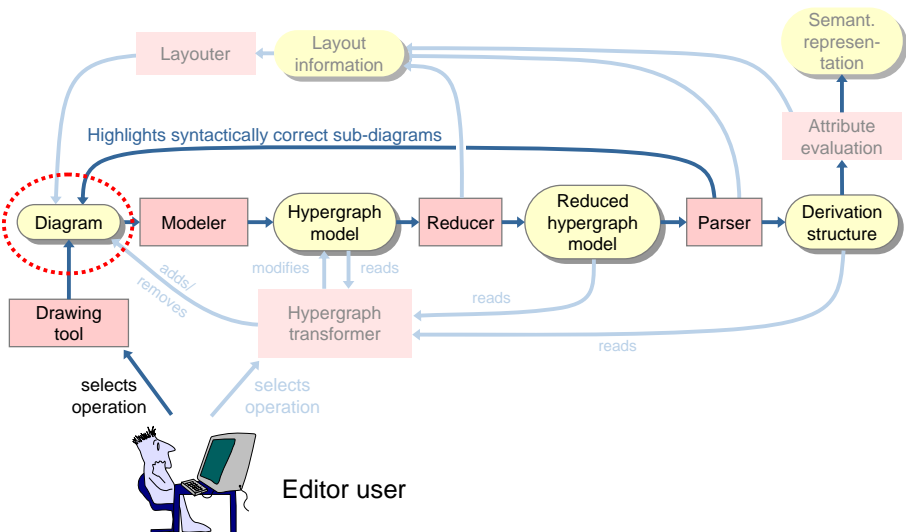 Semant.
represen-
tation
Layouter
Layout
information
Highlights syntactically correct sub-diagrams
Attribute
evaluation
Diagram
Modeler
Hypergraph
model
Reducer
Reduced
hypergraph
model
Parser
Derivation
structure
adds/
removes
modifies
reads
reads
reads
Drawing
tool
Hypergraph
transformer
selects
operation
selects
operation
Editor user